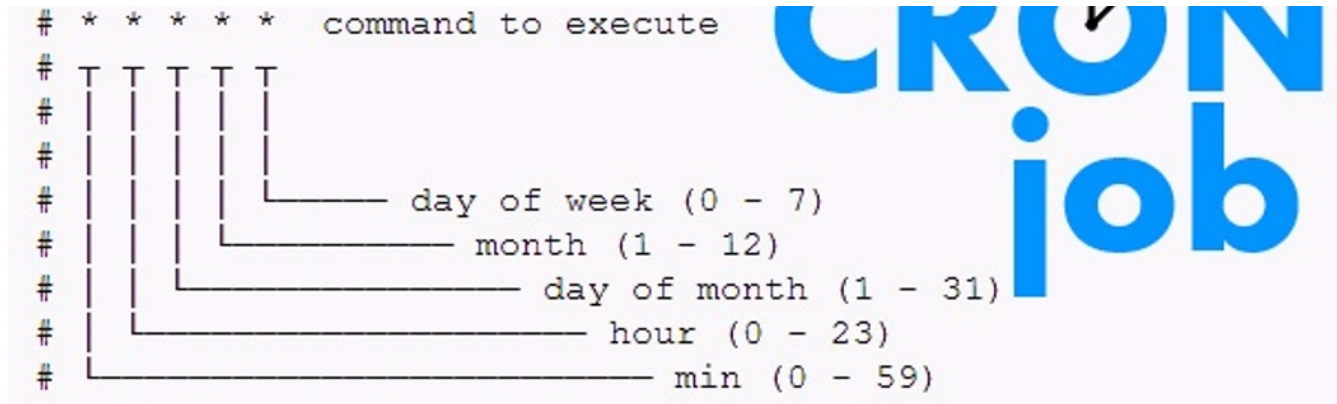 # * * * * * command to execute
# ┬ ┬ ┬ ┬ ┬
# │ │ │ │ │
# │ │ │ │ │
# │ │ │ │ └───── day of week (0 - 7)
# │ │ │ └────────── month (1 - 12)
# │ │ └─────────────── day of month (1 - 31)
# │ └──────────────────── hour (0 - 23)
# └───────────────────────── min (0 - 59)
CRON
job